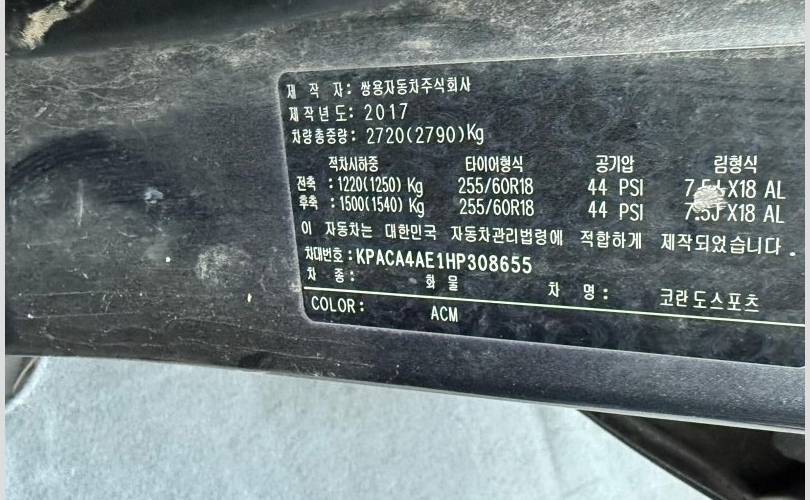 제 작 자: 쌍용자동차주식회사
제작년도: 2017
차량총중량: 2720(2790)Kg
적차시하중 타이어형식 공기압 림형식
전축 : 1220(1250) Kg 255/60R18 44 PSI 7.5J X18 AL
후축 : 1500(1540) Kg 255/60R18 44 PSI 7.5J X18 AL
이 자동차는 대한민국 자동차관리법령에 적합하게 제작되었습니다.
차대번호: KPACA4AE1HP308655
차 종: 화 물 차 명: 코란도스포츠
COLOR: ACM